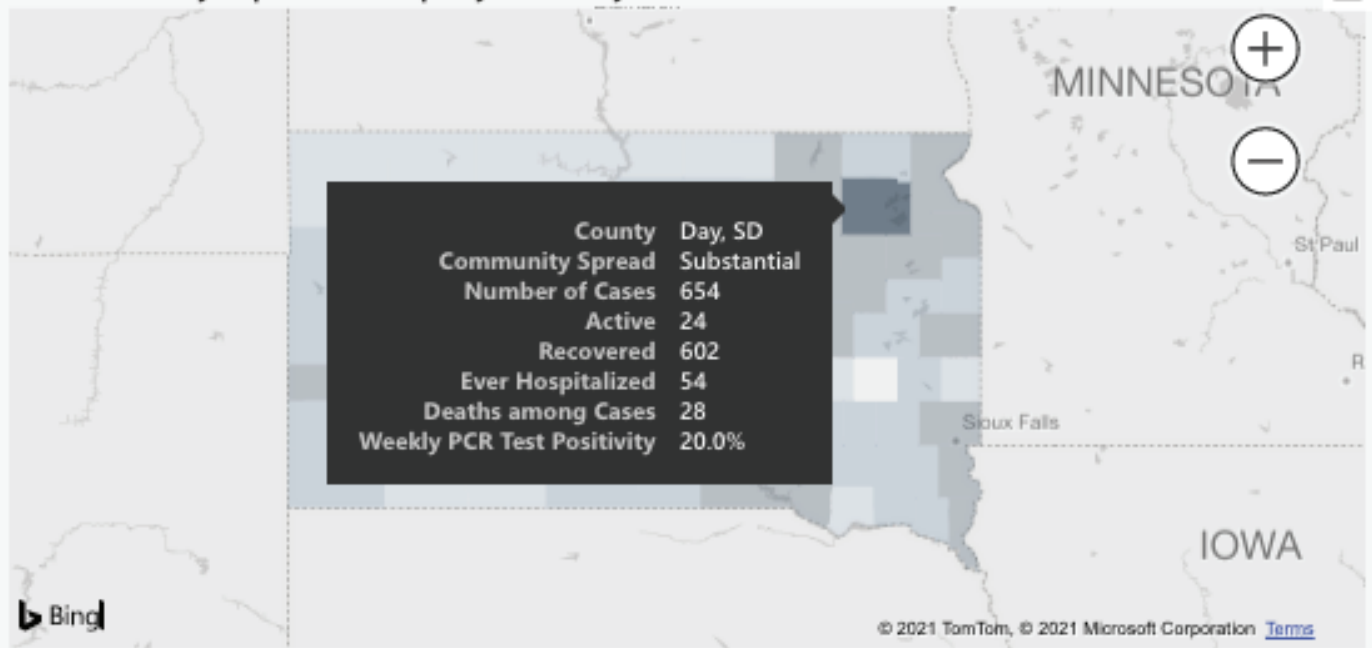 MINNESOTA
County Day, SD
Community Spread Substantial
Number of Cases 654
Active 24
Recovered 602
Ever Hospitalized 54
Deaths among Cases 28
Weekly PCR Test Positivity 20.0%
St Paul
R
Sioux Falls
IOWA
Bing
© 2021 TomTom, © 2021 Microsoft Corporation Terms